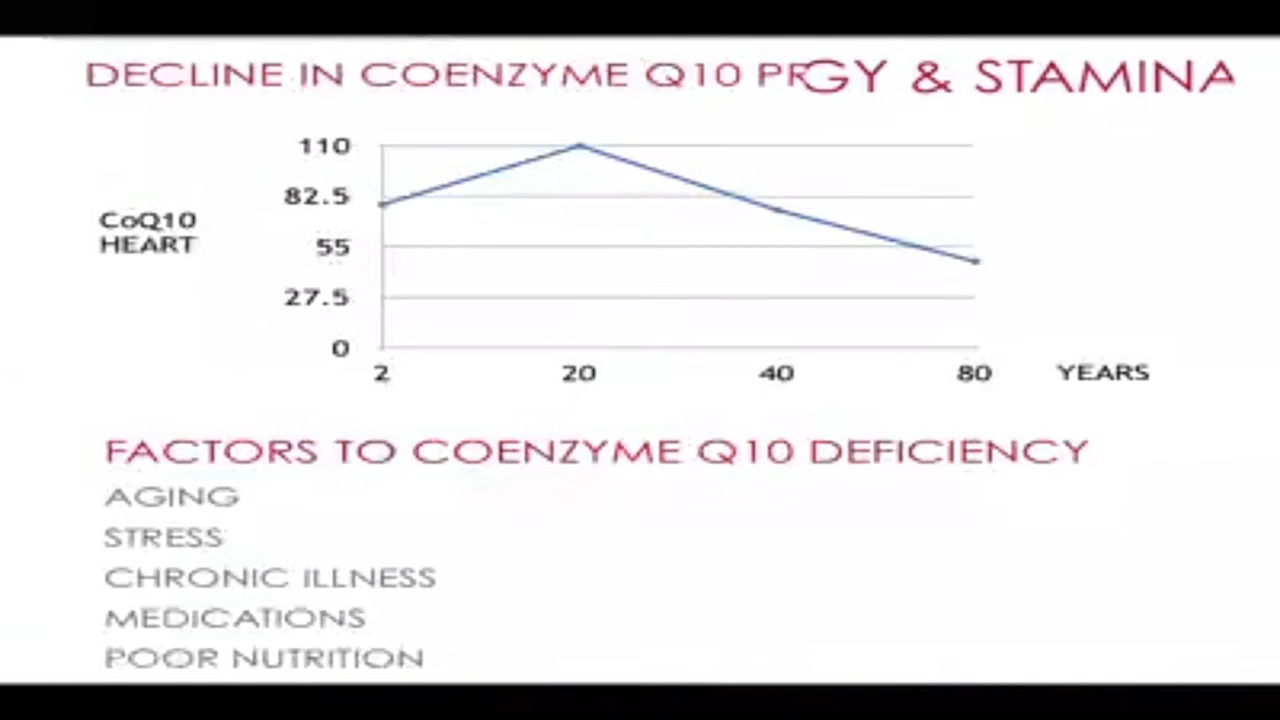 DECLINE IN COENZYME Q10 PRGY & STAMINA
110
82.5
CoQ10
HEART
55
27.5
0
2 20 40 80 YEARS
FACTORS TO COENZYME Q10 DEFICIENCY
AGING
STRESS
CHRONIC ILLNESS
MEDICATIONS
POOR NUTRITION